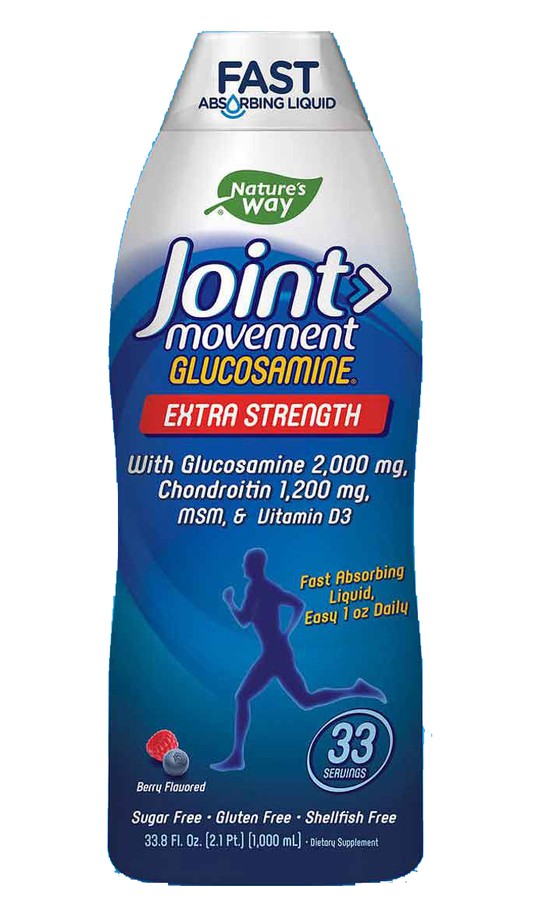 FAST
ABSORBING LIQUID
Nature's
Way
®
Joint
movement
GLUCOSAMINE®
EXTRA STRENGTH
With Glucosamine 2,000 mg,
Chondroitin 1,200 mg,
MSM, & Vitamin D3
Fast Absorbing
Liquid,
Easy 1 oz Daily
33
SERVINGS
Berry Flavored
Sugar Free • Gluten Free • Shellfish Free
33.8 Fl. Oz. (2.1 Pt.) (1,000 mL) • Dietary Supplement